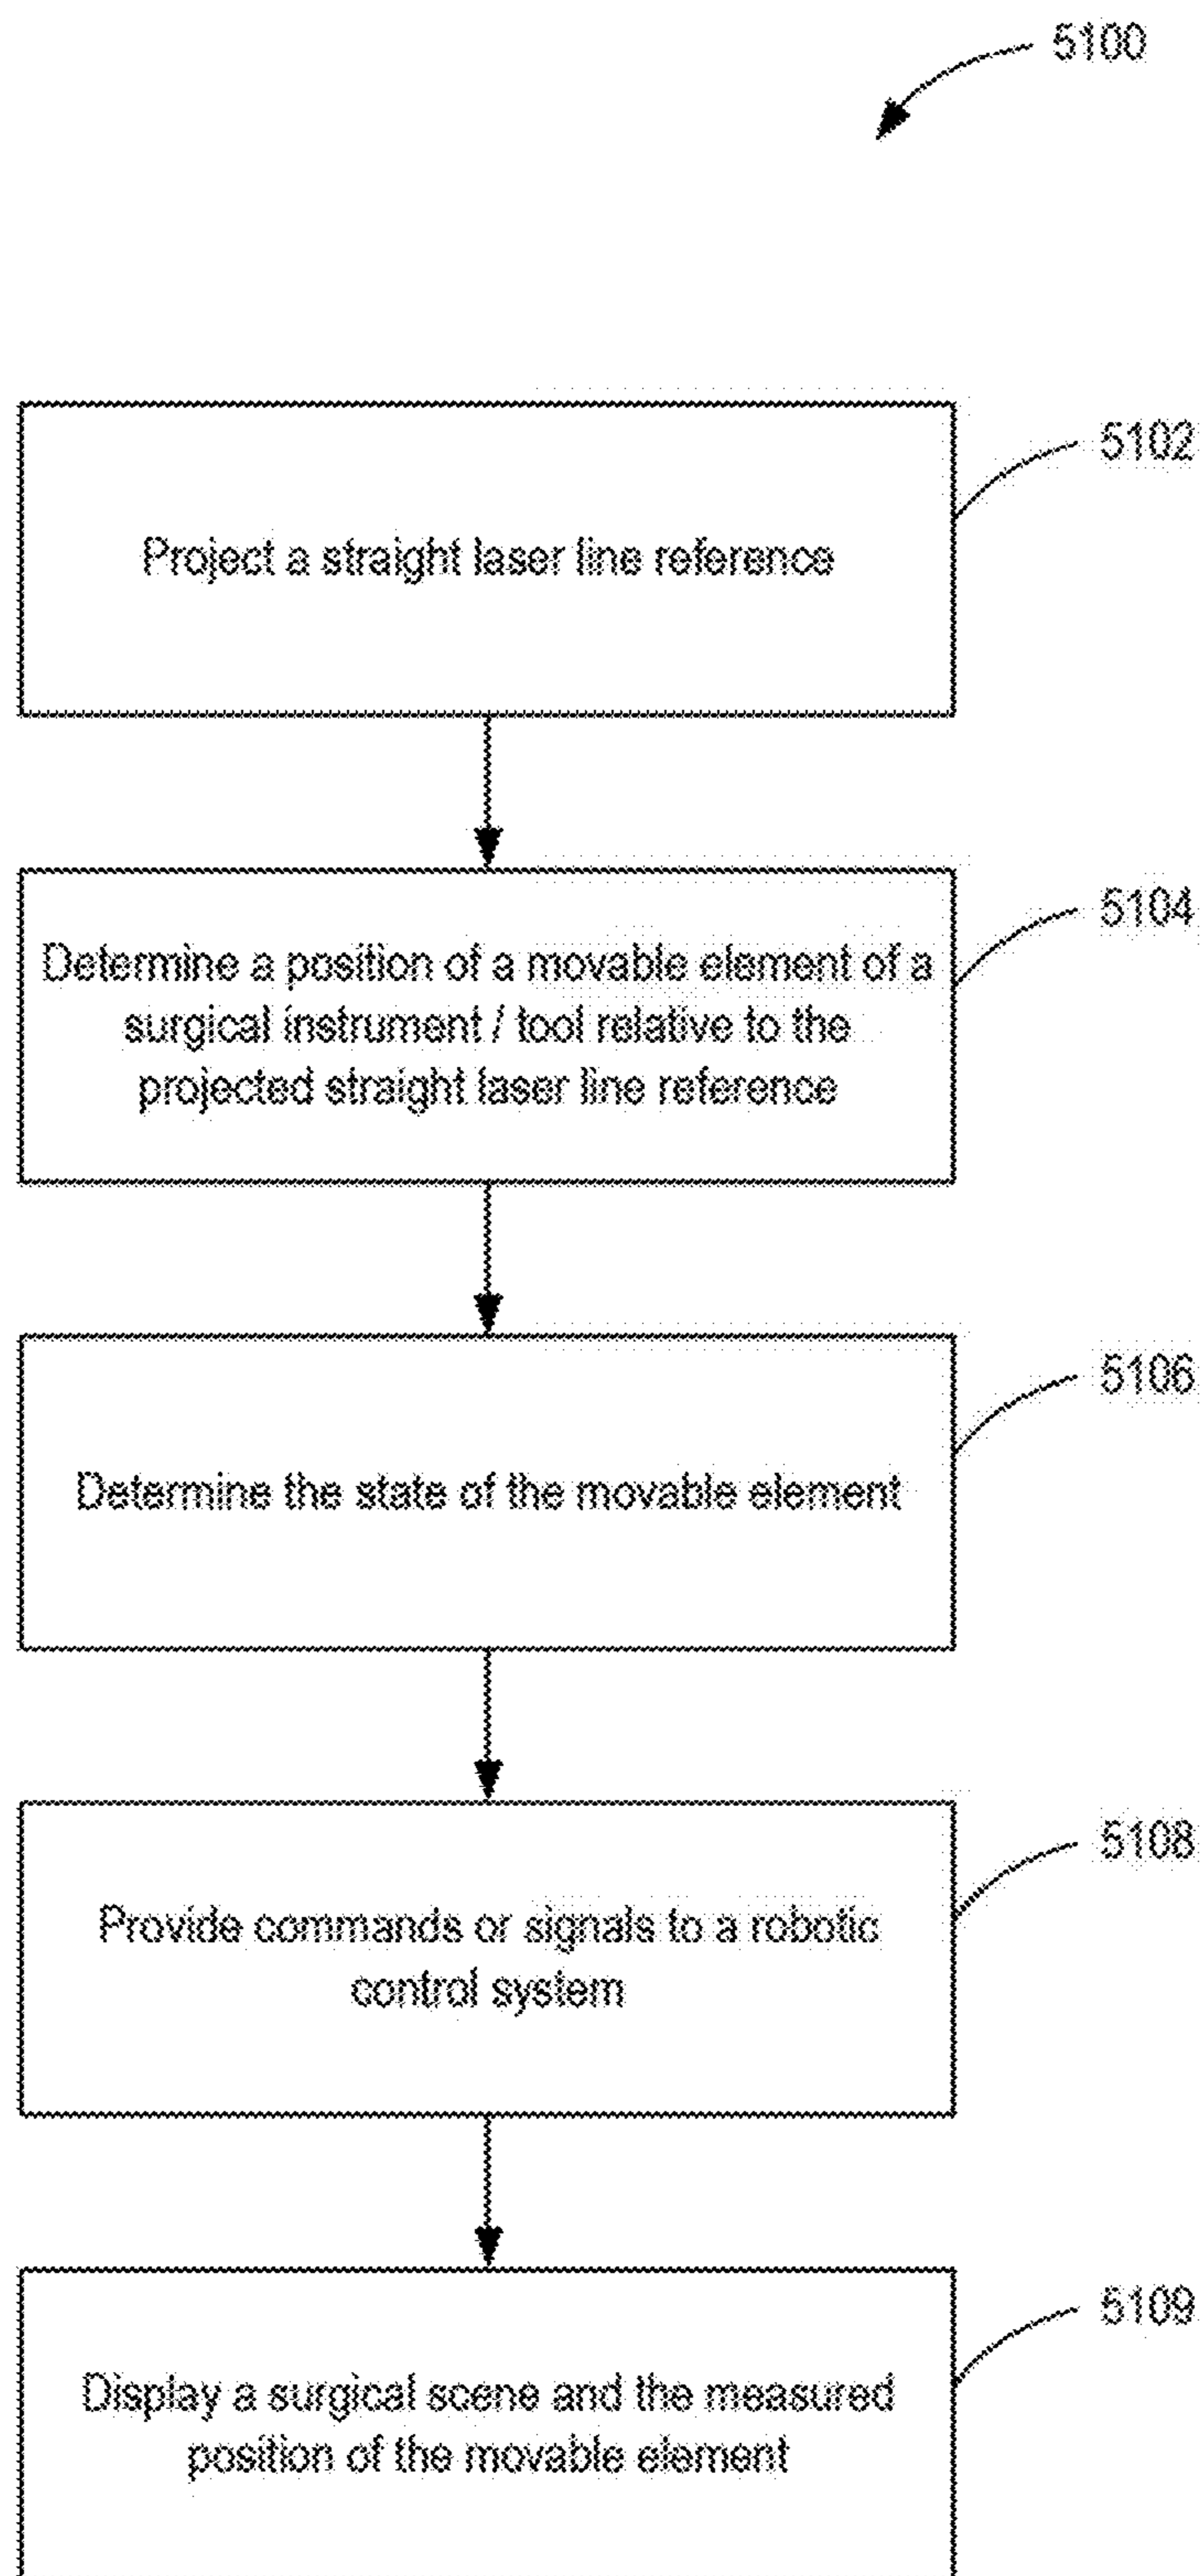 5100
5102
Project a straight laser line reference
5104
Determine a position of a movable element of a
surgical instrument / tool relative to the
projected straight laser line reference
5106
Determine the state of the movable element
5108
Provide commands or signals to a robotic
control system
5109
Display a surgical scene and the measured
position of the movable element